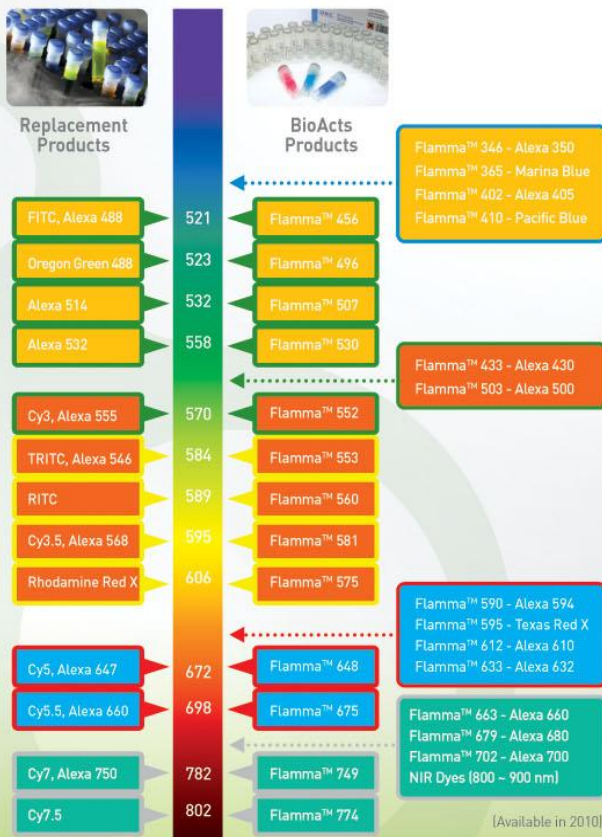 Replacement
Products
BioActs
Products
Flamma™ 346 - Alexa 350
Flamma™ 365 - Marina Blue
Flamma™ 402 - Alexa 405
Flamma™ 410 - Pacific Blue
FITC, Alexa 488
521
Flamma™ 456
Oregon Green 488
523
Flamma™ 496
Alexa 514
532
Flamma™ 507
Alexa 532
558
Flamma™ 530
Flamma™ 433 - Alexa 430
Flamma™ 503 - Alexa 500
Cy3, Alexa 555
570
Flamma™ 552
TRITC, Alexa 546
584
Flamma™ 553
RITC
589
Flamma™ 560
Cy3.5, Alexa 568
595
Flamma™ 581
Rhodamine Red X
606
Flamma™ 575
Flamma™ 590 - Alexa 594
Flamma™ 595 - Texas Red X
Flamma™ 612 - Alexa 610
Flamma™ 633 - Alexa 632
Cy5, Alexa 647
672
Flamma™ 648
Cy5.5, Alexa 660
698
Flamma™ 675
Flamma™ 663 - Alexa 660
Flamma™ 679 - Alexa 680
Flamma™ 702 - Alexa 700
NIR Dyes (800 ~ 900 nm)
Cy7, Alexa 750
782
Flamma™ 749
Cy7.5
802
Flamma™ 774
(Available in 2010)